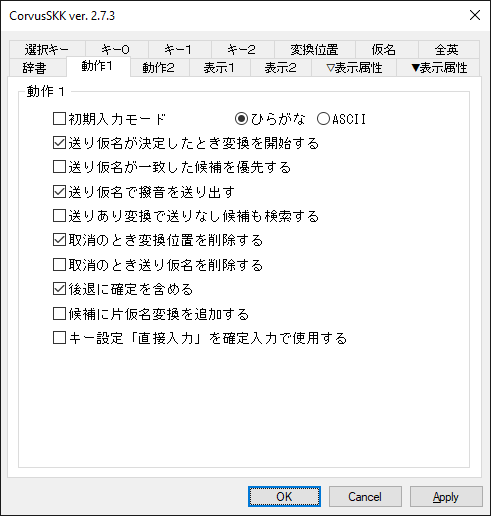 CorvusSKK ver. 2.7.3
選択キー キー0 キー1 キー2 変換位置 仮名 全英
辞書 動作1 動作2 表示1 表示2 ▽表示属性 ▼表示属性
動作1
初期入力モード ひらがな ASCII
送り仮名が決定したとき変換を開始する
送り仮名が一致した候補を優先する
送り仮名で撥音を送り出す
送りあり変換で送りなし候補も検索する
取消のとき変換位置を削除する
取消のとき送り仮名を削除する
後退に確定を含める
候補に片仮名変換を追加する
キー設定「直接入力」を確定入力で使用する
OK Cancel Apply